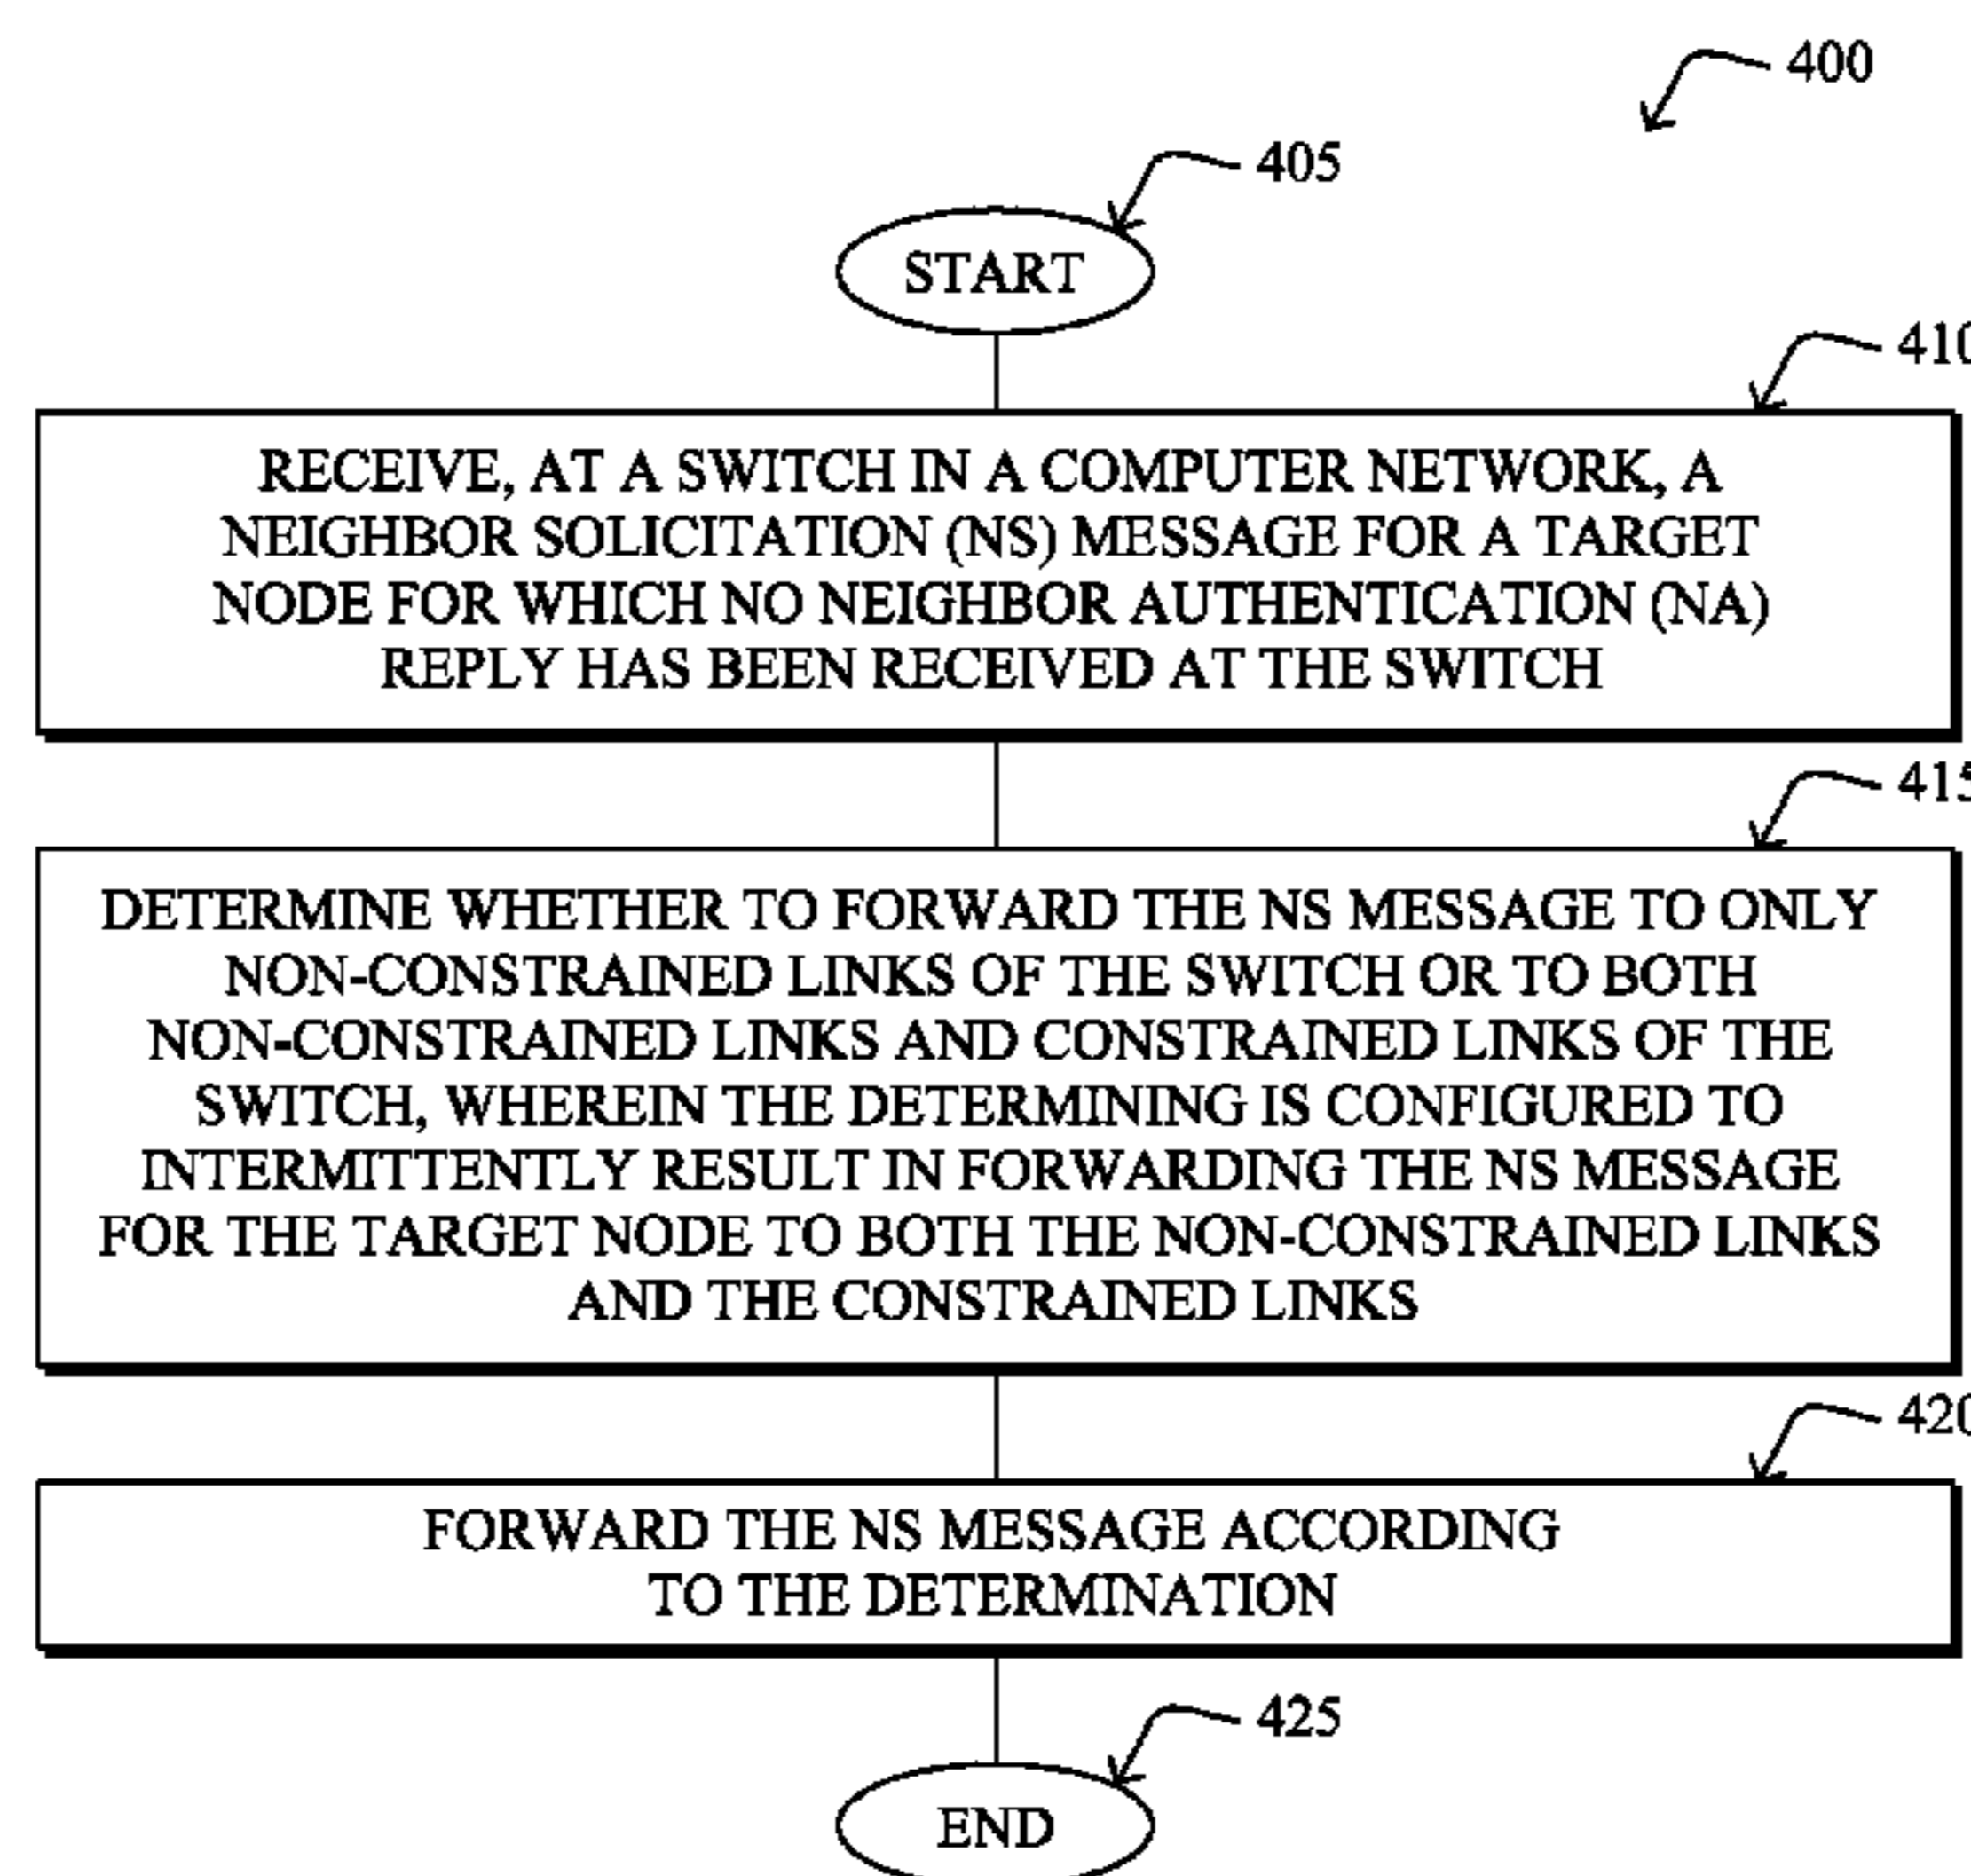 400
405
START
410
RECEIVE, AT A SWITCH IN A COMPUTER NETWORK, A
NEIGHBOR SOLICITATION (NS) MESSAGE FOR A TARGET
NODE FOR WHICH NO NEIGHBOR AUTHENTICATION (NA)
REPLY HAS BEEN RECEIVED AT THE SWITCH
415
DETERMINE WHETHER TO FORWARD THE NS MESSAGE TO ONLY
NON-CONSTRAINED LINKS OF THE SWITCH OR TO BOTH
NON-CONSTRAINED LINKS AND CONSTRAINED LINKS OF THE
SWITCH, WHEREIN THE DETERMINING IS CONFIGURED TO
INTERMITTENTLY RESULT IN FORWARDING THE NS MESSAGE
FOR THE TARGET NODE TO BOTH THE NON-CONSTRAINED LINKS
AND THE CONSTRAINED LINKS
420
FORWARD THE NS MESSAGE ACCORDING
TO THE DETERMINATION
425
END